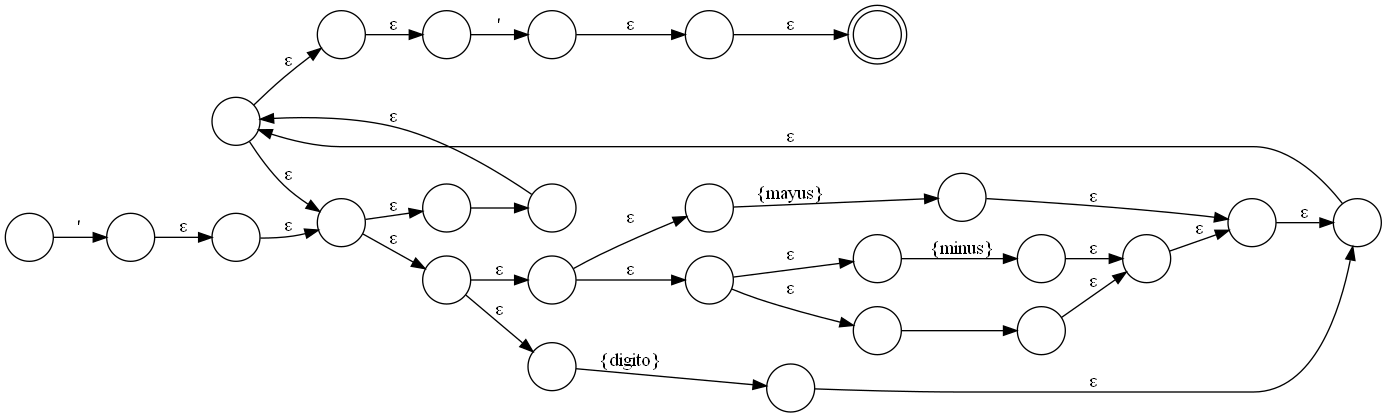 ε ' ε ε
ε
ε
ε
ε
' ε ε ε
ε
ε
ε {mayus} ε
ε ε ε
ε {minus} ε ε
ε
ε
ε
{digito} ε